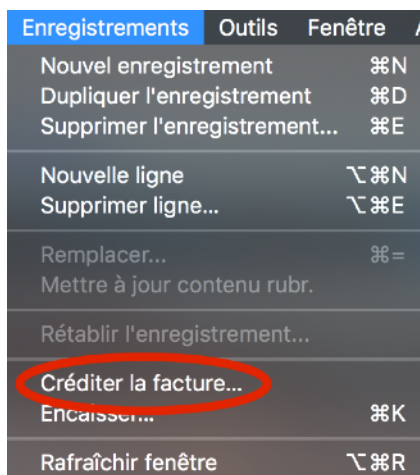 Enregistrements Outils Fenêtre
Nouvel enregistrement ⌘N
Dupliquer l'enregistrement ⌘D
Supprimer l'enregistrement... ⌘E
Nouvelle ligne ⌥⌘N
Supprimer ligne... ⌥⌘E
Remplacer... ⌘=
Mettre à jour contenu rubr.
Rétablir l'enregistrement...
Créditer la facture...
Encaisser... ⌘K
Rafraîchir fenêtre ⌥⌘R